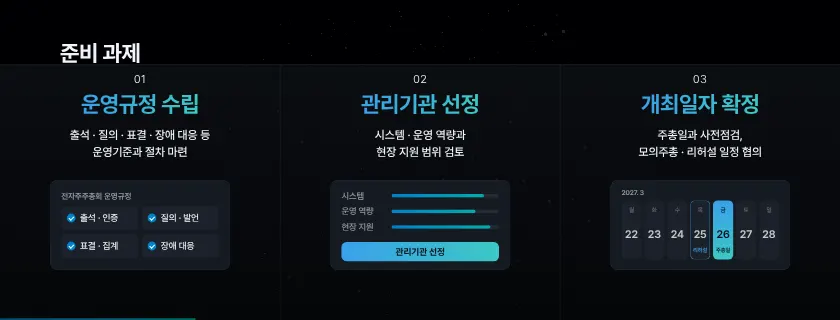 준비 과제
01
운영규정 수립
출석 · 질의 · 표결 · 장애 대응 등
운영기준과 절차 마련
전자주주총회 운영규정
출석 · 인증
질의 · 발언
표결 · 집계
장애 대응
02
관리기관 선정
시스템 · 운영 역량과
현장 지원 범위 검토
시스템
운영 역량
현장 지원
관리기관 선정
03
개최일자 확정
주총일과 사전점검,
모의주총 · 리허설 일정 협의
2027. 3
월 화 수 목 금 토 일
22 23 24 25 26 27 28
리허설 주총일